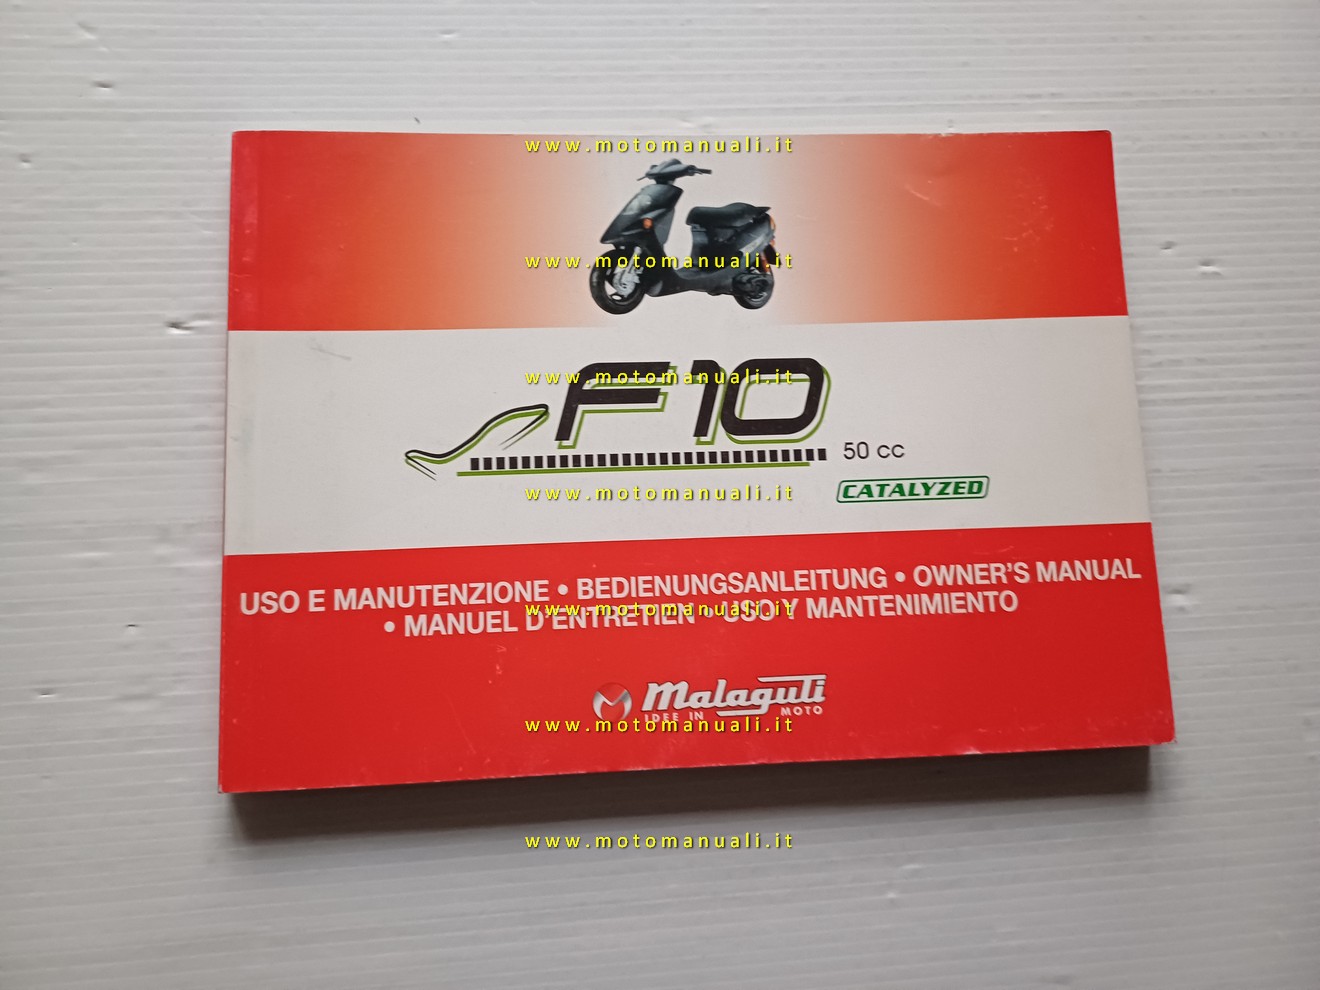 www.motomanuali.it
www.motomanuali.it
www.motomanuali.it
F10
50 cc
CATALYZED
www.motomanuali.it
USO E MANUTENZIONE • BEDIENUNGSANLEITUNG • OWNER'S MANUAL
• MANUEL D'ENTRETIEN • USO Y MANTENIMIENTO
www.motomanuali.it
Malaguti
IDEE IN MOTO
www.motomanuali.it
www.motomanuali.it